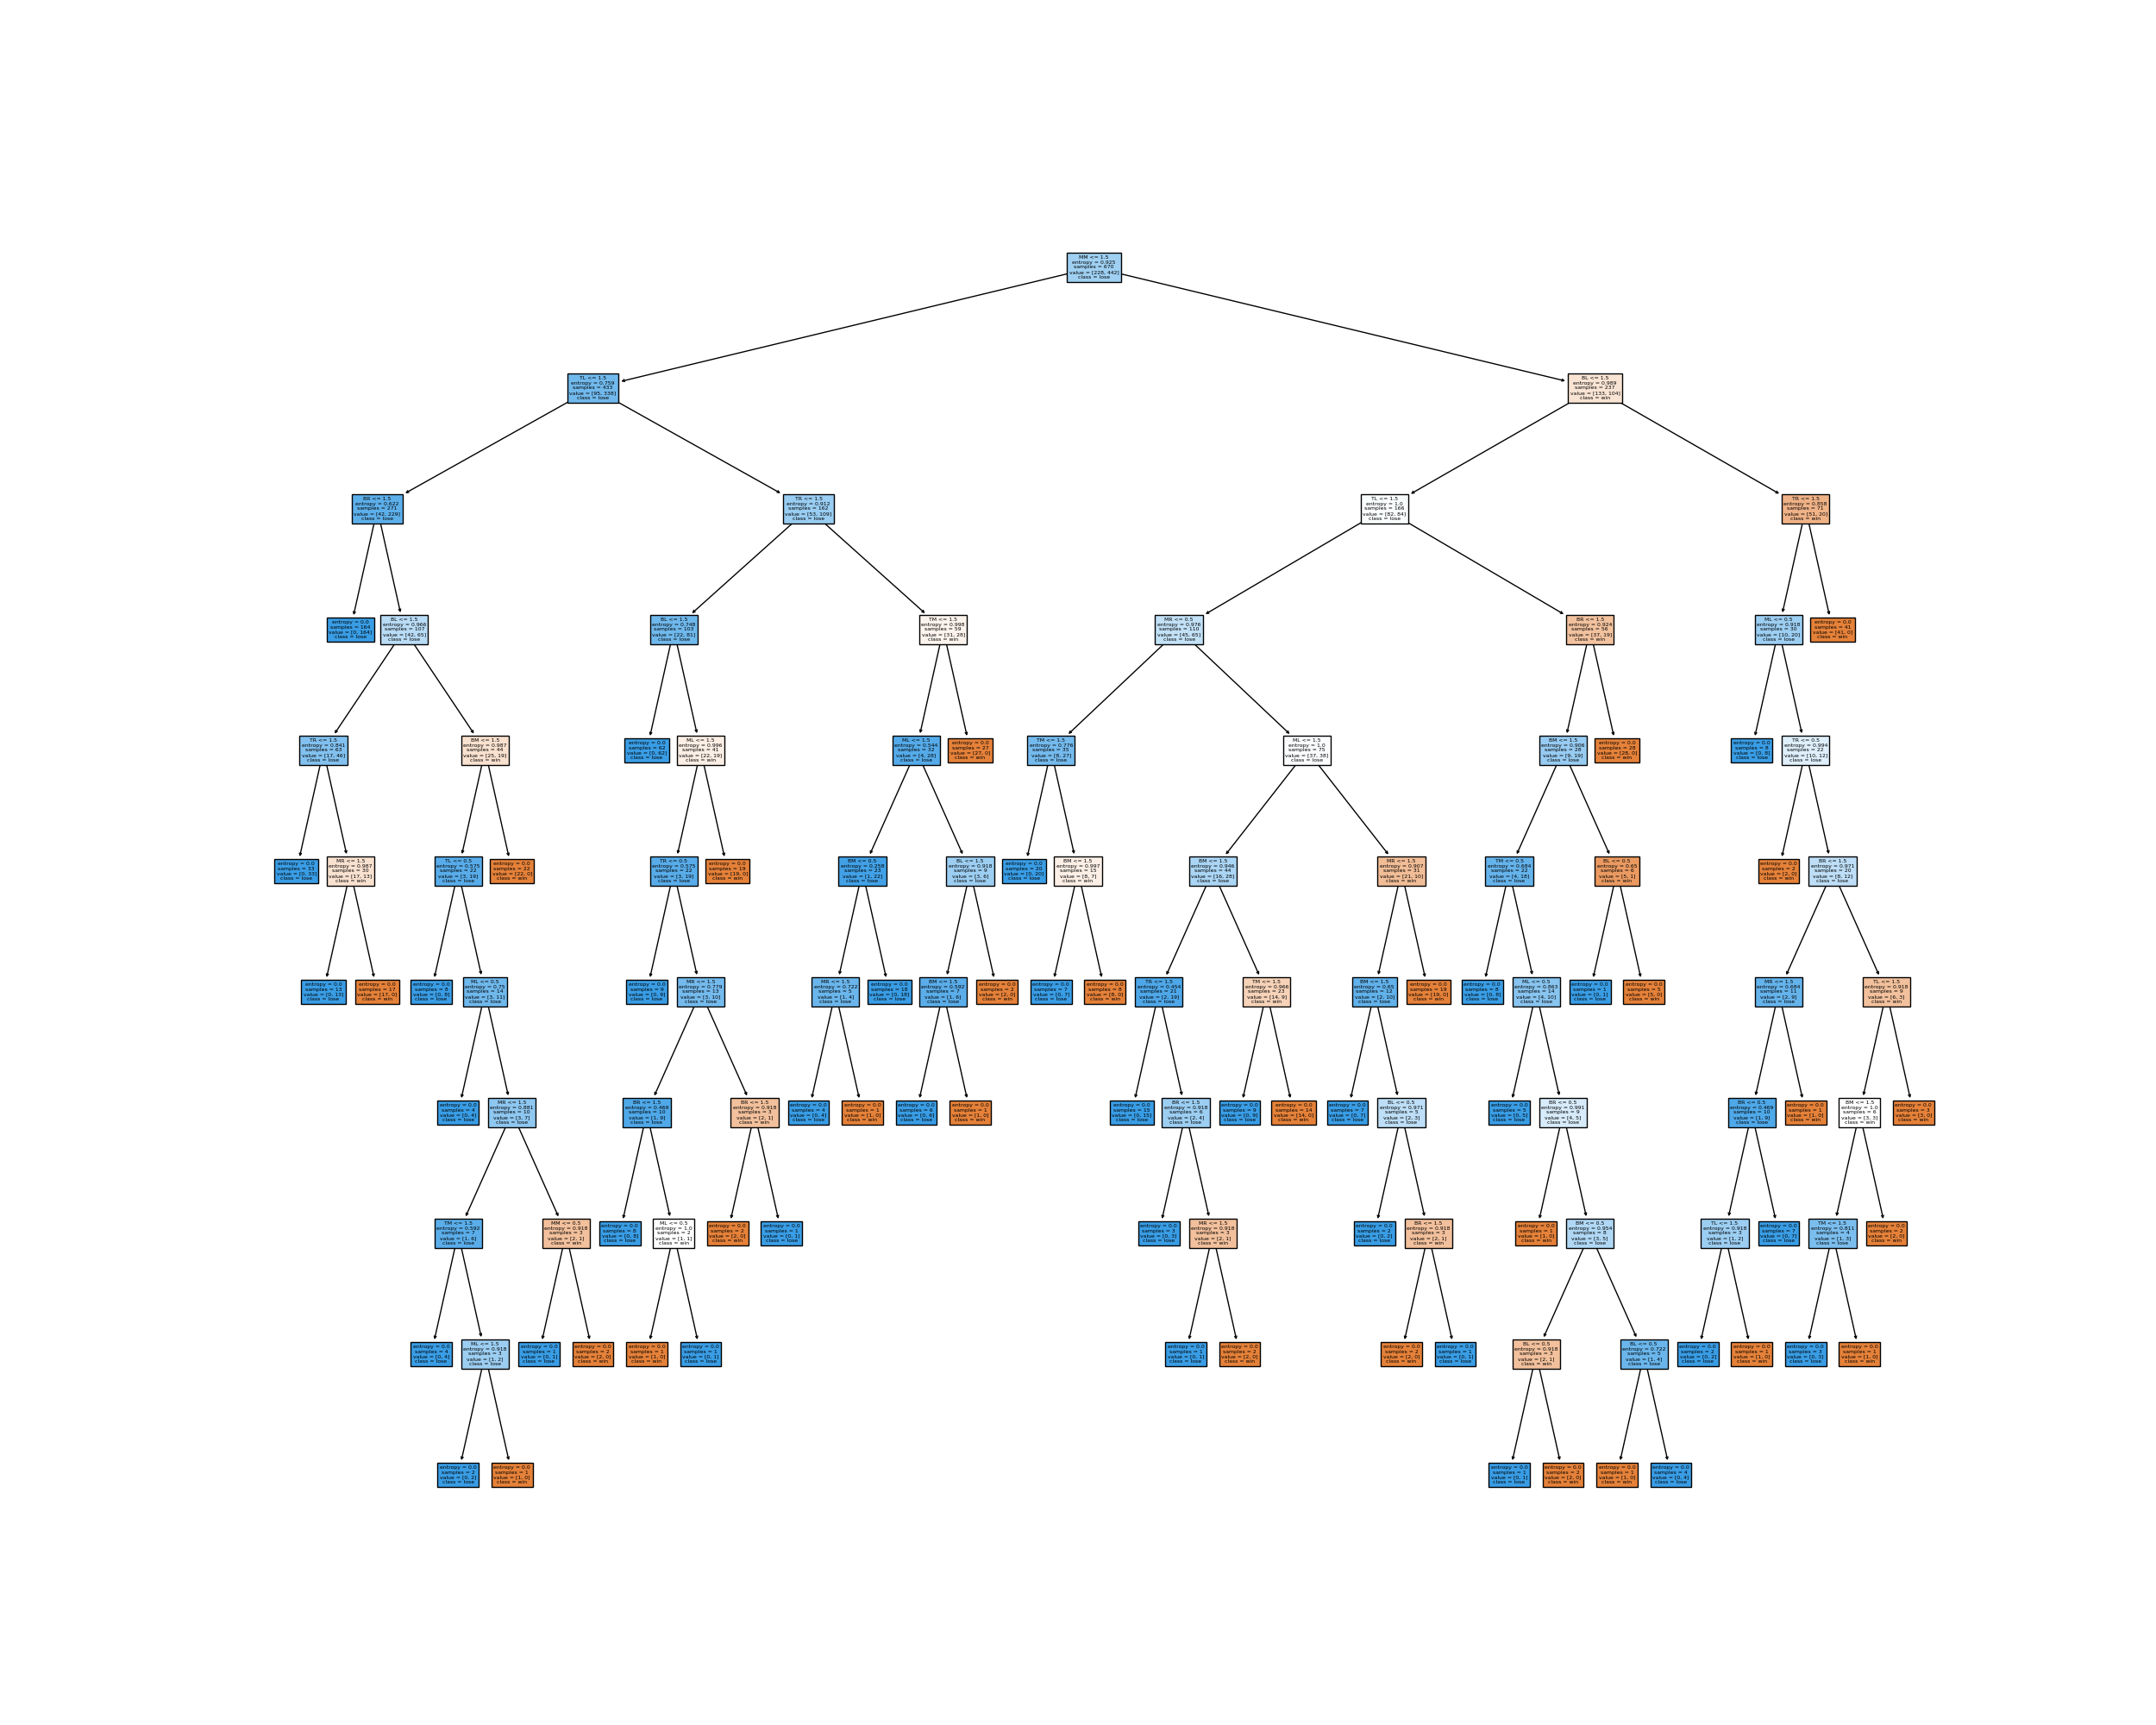 MM <= 1.5
entropy = 0.925
samples = 670
value = [228, 442]
class = lose
TL <= 1.5
entropy = 0.759
samples = 433
value = [95, 338]
class = lose
BL <= 1.5
entropy = 0.989
samples = 237
value = [133, 104]
class = win
BR <= 1.5
entropy = 0.622
samples = 271
value = [42, 229]
class = lose
TR <= 1.5
entropy = 0.912
samples = 162
value = [53, 109]
class = lose
TL <= 1.5
entropy = 1.0
samples = 166
value = [82, 84]
class = lose
TR <= 1.5
entropy = 0.858
samples = 71
value = [51, 20]
class = win
entropy = 0.0
samples = 164
value = [0, 164]
class = lose
BL <= 1.5
entropy = 0.966
samples = 107
value = [42, 65]
class = lose
BL <= 1.5
entropy = 0.748
samples = 103
value = [22, 81]
class = lose
TM <= 1.5
entropy = 0.998
samples = 59
value = [31, 28]
class = win
MR <= 0.5
entropy = 0.976
samples = 110
value = [45, 65]
class = lose
BR <= 1.5
entropy = 0.924
samples = 56
value = [37, 19]
class = win
ML <= 0.5
entropy = 0.918
samples = 30
value = [10, 20]
class = lose
entropy = 0.0
samples = 41
value = [41, 0]
class = win
TR <= 1.5
entropy = 0.841
samples = 63
value = [17, 46]
class = lose
BM <= 1.5
entropy = 0.987
samples = 44
value = [25, 19]
class = win
entropy = 0.0
samples = 62
value = [0, 62]
class = lose
ML <= 1.5
entropy = 0.996
samples = 41
value = [22, 19]
class = win
ML <= 1.5
entropy = 0.544
samples = 32
value = [4, 28]
class = lose
entropy = 0.0
samples = 27
value = [27, 0]
class = win
TM <= 1.5
entropy = 0.776
samples = 35
value = [8, 27]
class = lose
ML <= 1.5
entropy = 1.0
samples = 75
value = [37, 38]
class = lose
BM <= 1.5
entropy = 0.906
samples = 28
value = [9, 19]
class = lose
entropy = 0.0
samples = 28
value = [28, 0]
class = win
entropy = 0.0
samples = 8
value = [0, 8]
class = lose
TR <= 0.5
entropy = 0.994
samples = 22
value = [10, 12]
class = lose
entropy = 0.0
samples = 33
value = [0, 33]
class = lose
MR <= 1.5
entropy = 0.987
samples = 30
value = [17, 13]
class = win
TL <= 0.5
entropy = 0.575
samples = 22
value = [3, 19]
class = lose
entropy = 0.0
samples = 22
value = [22, 0]
class = win
TR <= 0.5
entropy = 0.575
samples = 22
value = [3, 19]
class = lose
entropy = 0.0
samples = 19
value = [19, 0]
class = win
BM <= 0.5
entropy = 0.258
samples = 23
value = [1, 22]
class = lose
BL <= 1.5
entropy = 0.918
samples = 9
value = [3, 6]
class = lose
entropy = 0.0
samples = 20
value = [0, 20]
class = lose
BM <= 1.5
entropy = 0.997
samples = 15
value = [8, 7]
class = win
BM <= 1.5
entropy = 0.946
samples = 44
value = [16, 28]
class = lose
MR <= 1.5
entropy = 0.907
samples = 31
value = [21, 10]
class = win
TM <= 0.5
entropy = 0.684
samples = 22
value = [4, 18]
class = lose
BL <= 0.5
entropy = 0.65
samples = 6
value = [5, 1]
class = win
entropy = 0.0
samples = 2
value = [2, 0]
class = win
BR <= 1.5
entropy = 0.971
samples = 20
value = [8, 12]
class = lose
entropy = 0.0
samples = 13
value = [0, 13]
class = lose
entropy = 0.0
samples = 17
value = [17, 0]
class = win
entropy = 0.0
samples = 8
value = [0, 8]
class = lose
ML <= 0.5
entropy = 0.75
samples = 14
value = [3, 11]
class = lose
entropy = 0.0
samples = 9
value = [0, 9]
class = lose
MR <= 1.5
entropy = 0.779
samples = 13
value = [3, 10]
class = lose
MR <= 1.5
entropy = 0.722
samples = 5
value = [1, 4]
class = lose
entropy = 0.0
samples = 18
value = [0, 18]
class = lose
BM <= 1.5
entropy = 0.592
samples = 7
value = [1, 6]
class = lose
entropy = 0.0
samples = 2
value = [2, 0]
class = win
entropy = 0.0
samples = 7
value = [0, 7]
class = lose
entropy = 0.0
samples = 8
value = [8, 0]
class = win
TR <= 1.5
entropy = 0.454
samples = 21
value = [2, 19]
class = lose
TM <= 1.5
entropy = 0.966
samples = 23
value = [14, 9]
class = win
BM <= 1.5
entropy = 0.65
samples = 12
value = [2, 10]
class = lose
entropy = 0.0
samples = 19
value = [19, 0]
class = win
entropy = 0.0
samples = 8
value = [0, 8]
class = lose
ML <= 0.5
entropy = 0.863
samples = 14
value = [4, 10]
class = lose
entropy = 0.0
samples = 1
value = [0, 1]
class = lose
entropy = 0.0
samples = 5
value = [5, 0]
class = win
MR <= 1.5
entropy = 0.684
samples = 11
value = [2, 9]
class = lose
TL <= 1.5
entropy = 0.918
samples = 9
value = [6, 3]
class = win
entropy = 0.0
samples = 4
value = [0, 4]
class = lose
MR <= 1.5
entropy = 0.881
samples = 10
value = [3, 7]
class = lose
BR <= 1.5
entropy = 0.469
samples = 10
value = [1, 9]
class = lose
BR <= 1.5
entropy = 0.918
samples = 3
value = [2, 1]
class = win
entropy = 0.0
samples = 4
value = [0, 4]
class = lose
entropy = 0.0
samples = 1
value = [1, 0]
class = win
entropy = 0.0
samples = 6
value = [0, 6]
class = lose
entropy = 0.0
samples = 1
value = [1, 0]
class = win
entropy = 0.0
samples = 15
value = [0, 15]
class = lose
BR <= 1.5
entropy = 0.918
samples = 6
value = [2, 4]
class = lose
entropy = 0.0
samples = 9
value = [0, 9]
class = lose
entropy = 0.0
samples = 14
value = [14, 0]
class = win
entropy = 0.0
samples = 7
value = [0, 7]
class = lose
BL <= 0.5
entropy = 0.971
samples = 5
value = [2, 3]
class = lose
entropy = 0.0
samples = 5
value = [0, 5]
class = lose
BR <= 0.5
entropy = 0.991
samples = 9
value = [4, 5]
class = lose
BR <= 0.5
entropy = 0.469
samples = 10
value = [1, 9]
class = lose
entropy = 0.0
samples = 1
value = [1, 0]
class = win
BM <= 1.5
entropy = 1.0
samples = 6
value = [3, 3]
class = win
entropy = 0.0
samples = 3
value = [3, 0]
class = win
TM <= 1.5
entropy = 0.592
samples = 7
value = [1, 6]
class = lose
MM <= 0.5
entropy = 0.918
samples = 3
value = [2, 1]
class = win
entropy = 0.0
samples = 8
value = [0, 8]
class = lose
ML <= 0.5
entropy = 1.0
samples = 2
value = [1, 1]
class = win
entropy = 0.0
samples = 2
value = [2, 0]
class = win
entropy = 0.0
samples = 1
value = [0, 1]
class = lose
entropy = 0.0
samples = 3
value = [0, 3]
class = lose
MR <= 1.5
entropy = 0.918
samples = 3
value = [2, 1]
class = win
entropy = 0.0
samples = 2
value = [0, 2]
class = lose
BR <= 1.5
entropy = 0.918
samples = 3
value = [2, 1]
class = win
entropy = 0.0
samples = 1
value = [1, 0]
class = win
BM <= 0.5
entropy = 0.954
samples = 8
value = [3, 5]
class = lose
TL <= 1.5
entropy = 0.918
samples = 3
value = [1, 2]
class = lose
entropy = 0.0
samples = 7
value = [0, 7]
class = lose
TM <= 1.5
entropy = 0.811
samples = 4
value = [1, 3]
class = lose
entropy = 0.0
samples = 2
value = [2, 0]
class = win
entropy = 0.0
samples = 4
value = [0, 4]
class = lose
ML <= 1.5
entropy = 0.918
samples = 3
value = [1, 2]
class = lose
entropy = 0.0
samples = 1
value = [0, 1]
class = lose
entropy = 0.0
samples = 2
value = [2, 0]
class = win
entropy = 0.0
samples = 1
value = [1, 0]
class = win
entropy = 0.0
samples = 1
value = [0, 1]
class = lose
entropy = 0.0
samples = 1
value = [0, 1]
class = lose
entropy = 0.0
samples = 2
value = [2, 0]
class = win
entropy = 0.0
samples = 2
value = [2, 0]
class = win
entropy = 0.0
samples = 1
value = [0, 1]
class = lose
BL <= 0.5
entropy = 0.918
samples = 3
value = [2, 1]
class = win
BL <= 0.5
entropy = 0.722
samples = 5
value = [1, 4]
class = lose
entropy = 0.0
samples = 2
value = [0, 2]
class = lose
entropy = 0.0
samples = 1
value = [1, 0]
class = win
entropy = 0.0
samples = 3
value = [0, 3]
class = lose
entropy = 0.0
samples = 1
value = [1, 0]
class = win
entropy = 0.0
samples = 2
value = [0, 2]
class = lose
entropy = 0.0
samples = 1
value = [1, 0]
class = win
entropy = 0.0
samples = 1
value = [0, 1]
class = lose
entropy = 0.0
samples = 2
value = [2, 0]
class = win
entropy = 0.0
samples = 1
value = [1, 0]
class = win
entropy = 0.0
samples = 4
value = [0, 4]
class = lose